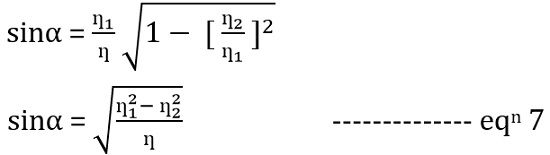 sinα = η₁/η √(1 − [η₂/η₁]²)
sinα = √((η₁² − η₂²)/η) -------------- eqⁿ 7